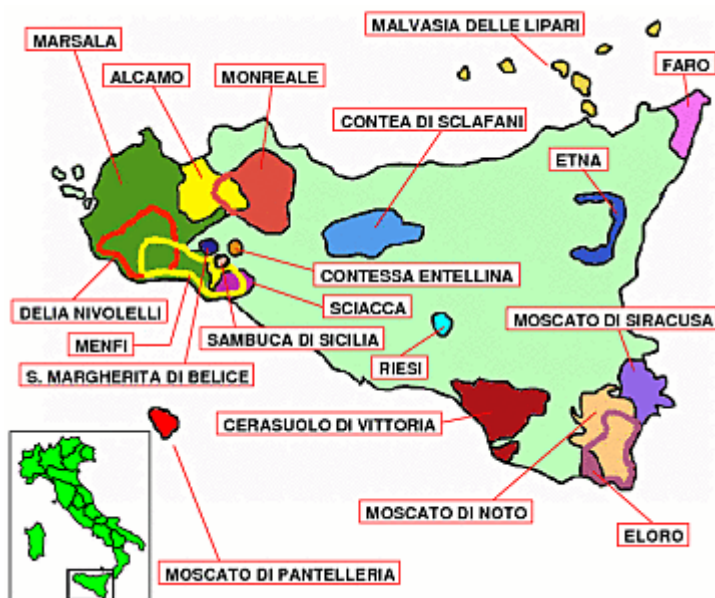 MALVASIA DELLE LIPARI
MARSALA
ALCAMO
MONREALE
FARO
CONTEA DI SCLAFANI
ETNA
CONTESSA ENTELLINA
DELIA NIVOLELLI
SCIACCA
MENFI
SAMBUCA DI SICILIA
MOSCATO DI SIRACUSA
S. MARGHERITA DI BELICE
RIESI
CERASUOLO DI VITTORIA
MOSCATO DI NOTO
ELORO
MOSCATO DI PANTELLERIA